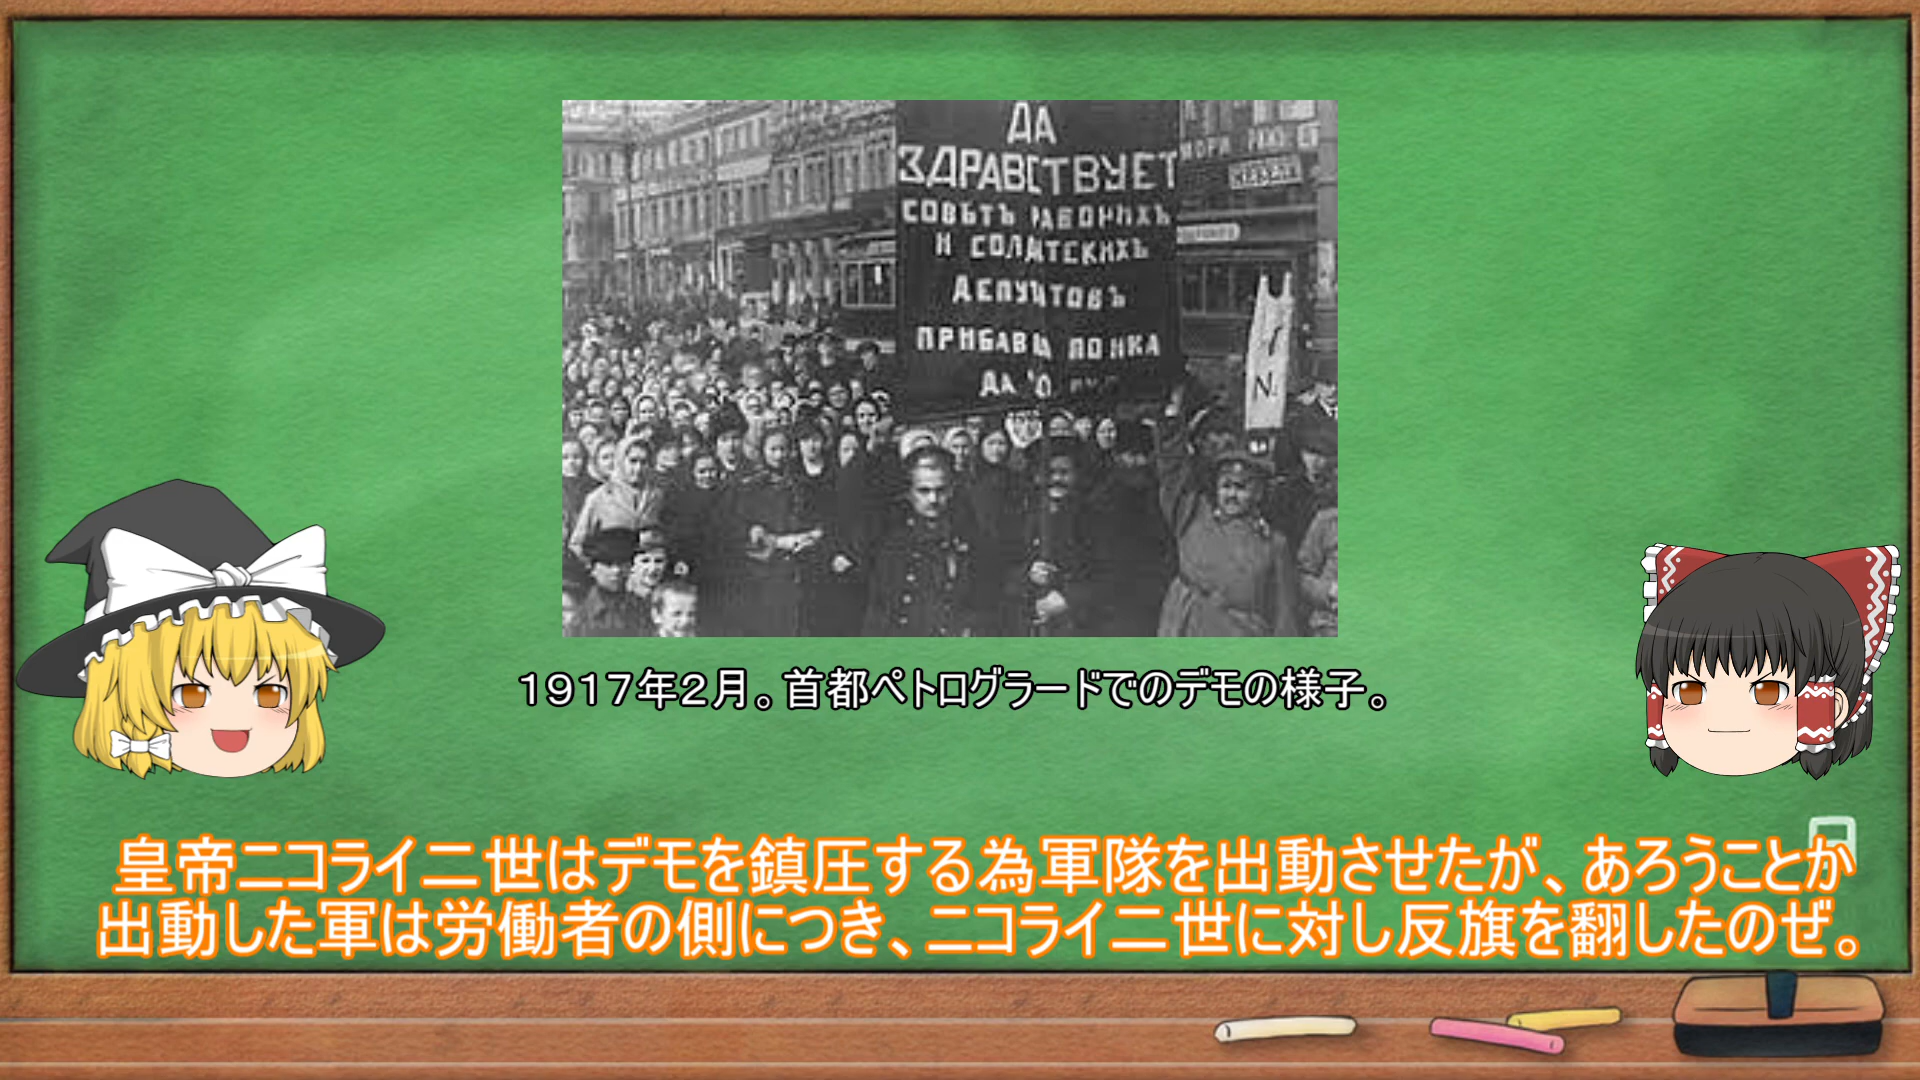 ДА
ЗДРАВСТВУЕТ
СОВѢТЪ РАБОЧИХЪ
И СОЛДАТСКИХЪ
ДЕПУТАТОВЪ
ПРИБАВЫ
ДА
N.
1917年2月。首都ペトログラードでのデモの様子。
皇帝ニコライ二世はデモを鎮圧する為軍隊を出動させたが、あろうことか
出動した軍は労働者の側につき、ニコライ二世に対し反旗を翻したのぜ。